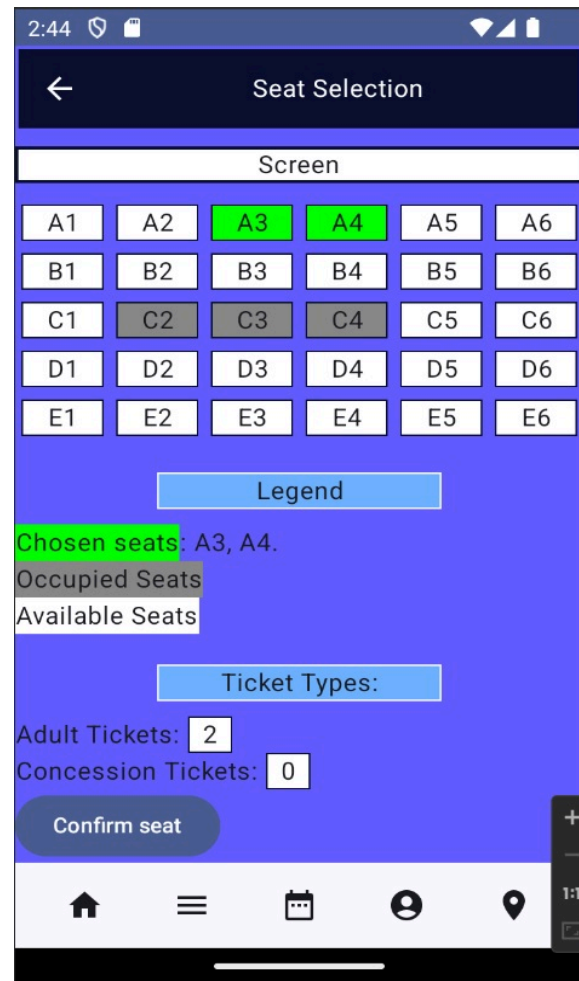 2:44
Seat Selection
Screen
A1 A2 A3 A4 A5 A6
B1 B2 B3 B4 B5 B6
C1 C2 C3 C4 C5 C6
D1 D2 D3 D4 D5 D6
E1 E2 E3 E4 E5 E6
Legend
Chosen seats: A3, A4.
Occupied Seats
Available Seats
Ticket Types:
Adult Tickets: 2
Concession Tickets: 0
Confirm seat
1:1